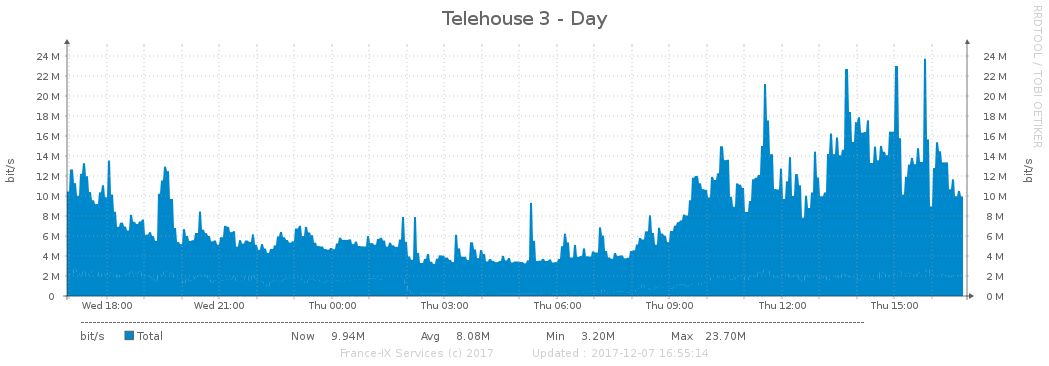 Telehouse 3 - Day
RRDTOOL / TOBI OETIKER
bit/s
24 M 24 M
22 M 22 M
20 M 20 M
18 M 18 M
16 M 16 M
14 M 14 M
12 M 12 M
10 M 10 M
8 M 8 M
6 M 6 M
4 M 4 M
2 M 2 M
0 0 M
bit/s
Wed 18:00 Wed 21:00 Thu 00:00 Thu 03:00 Thu 06:00 Thu 09:00 Thu 12:00 Thu 15:00
bit/s Total Now 9.94M Avg 8.08M Min 3.20M Max 23.70M
France-IX Services (c) 2017 Updated : 2017-12-07 16:55:14